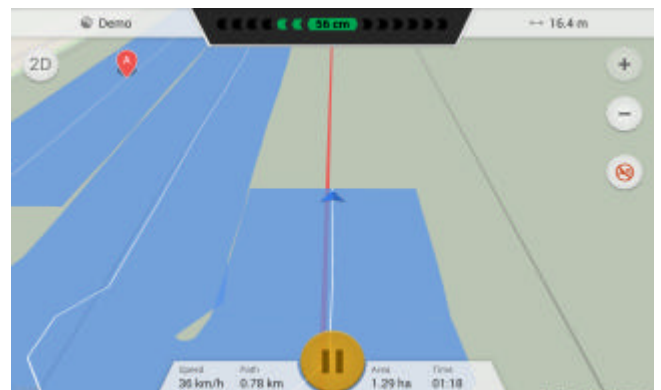 Demo
56 cm
16.4 m
2D
A
+
−
Speed Path Area Time
36 km/h 0.78 km 1.29 ha 01:18